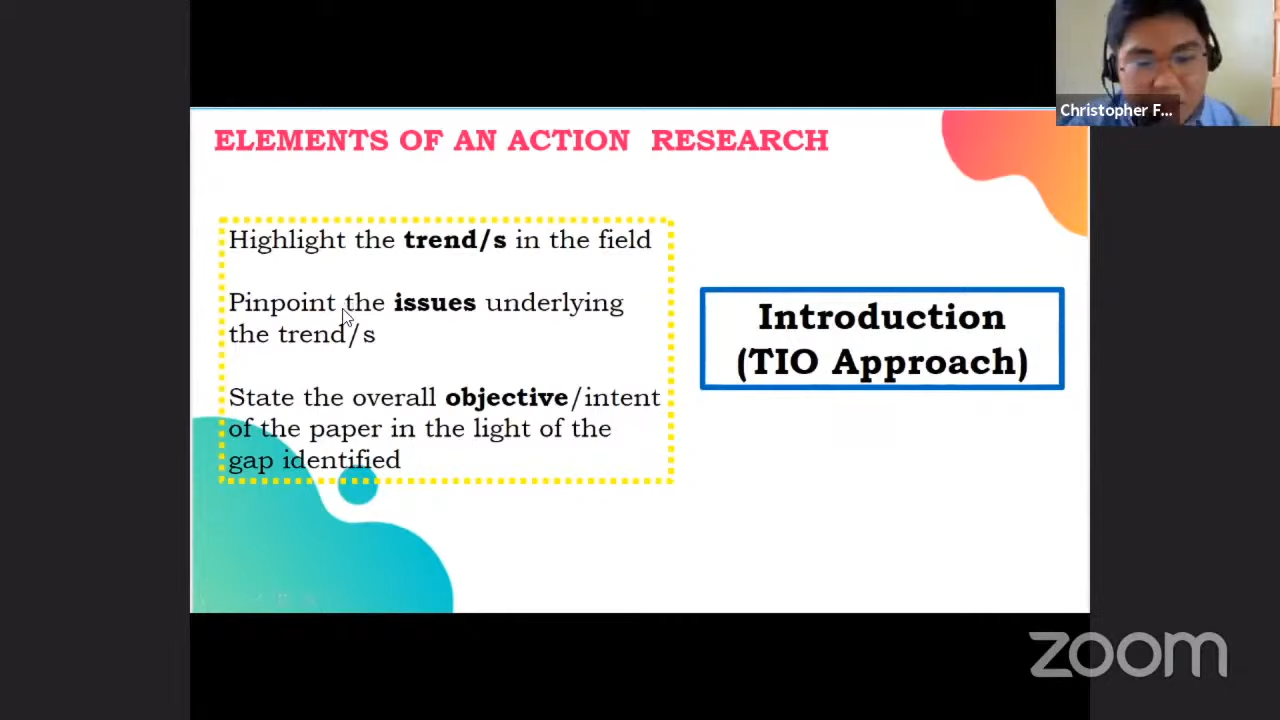 Christopher F...
ELEMENTS OF AN ACTION RESEARCH
Highlight the trend/s in the field
Pinpoint the issues underlying
the trend/s
State the overall objective/intent
of the paper in the light of the
gap identified
Introduction
(TIO Approach)
zoom